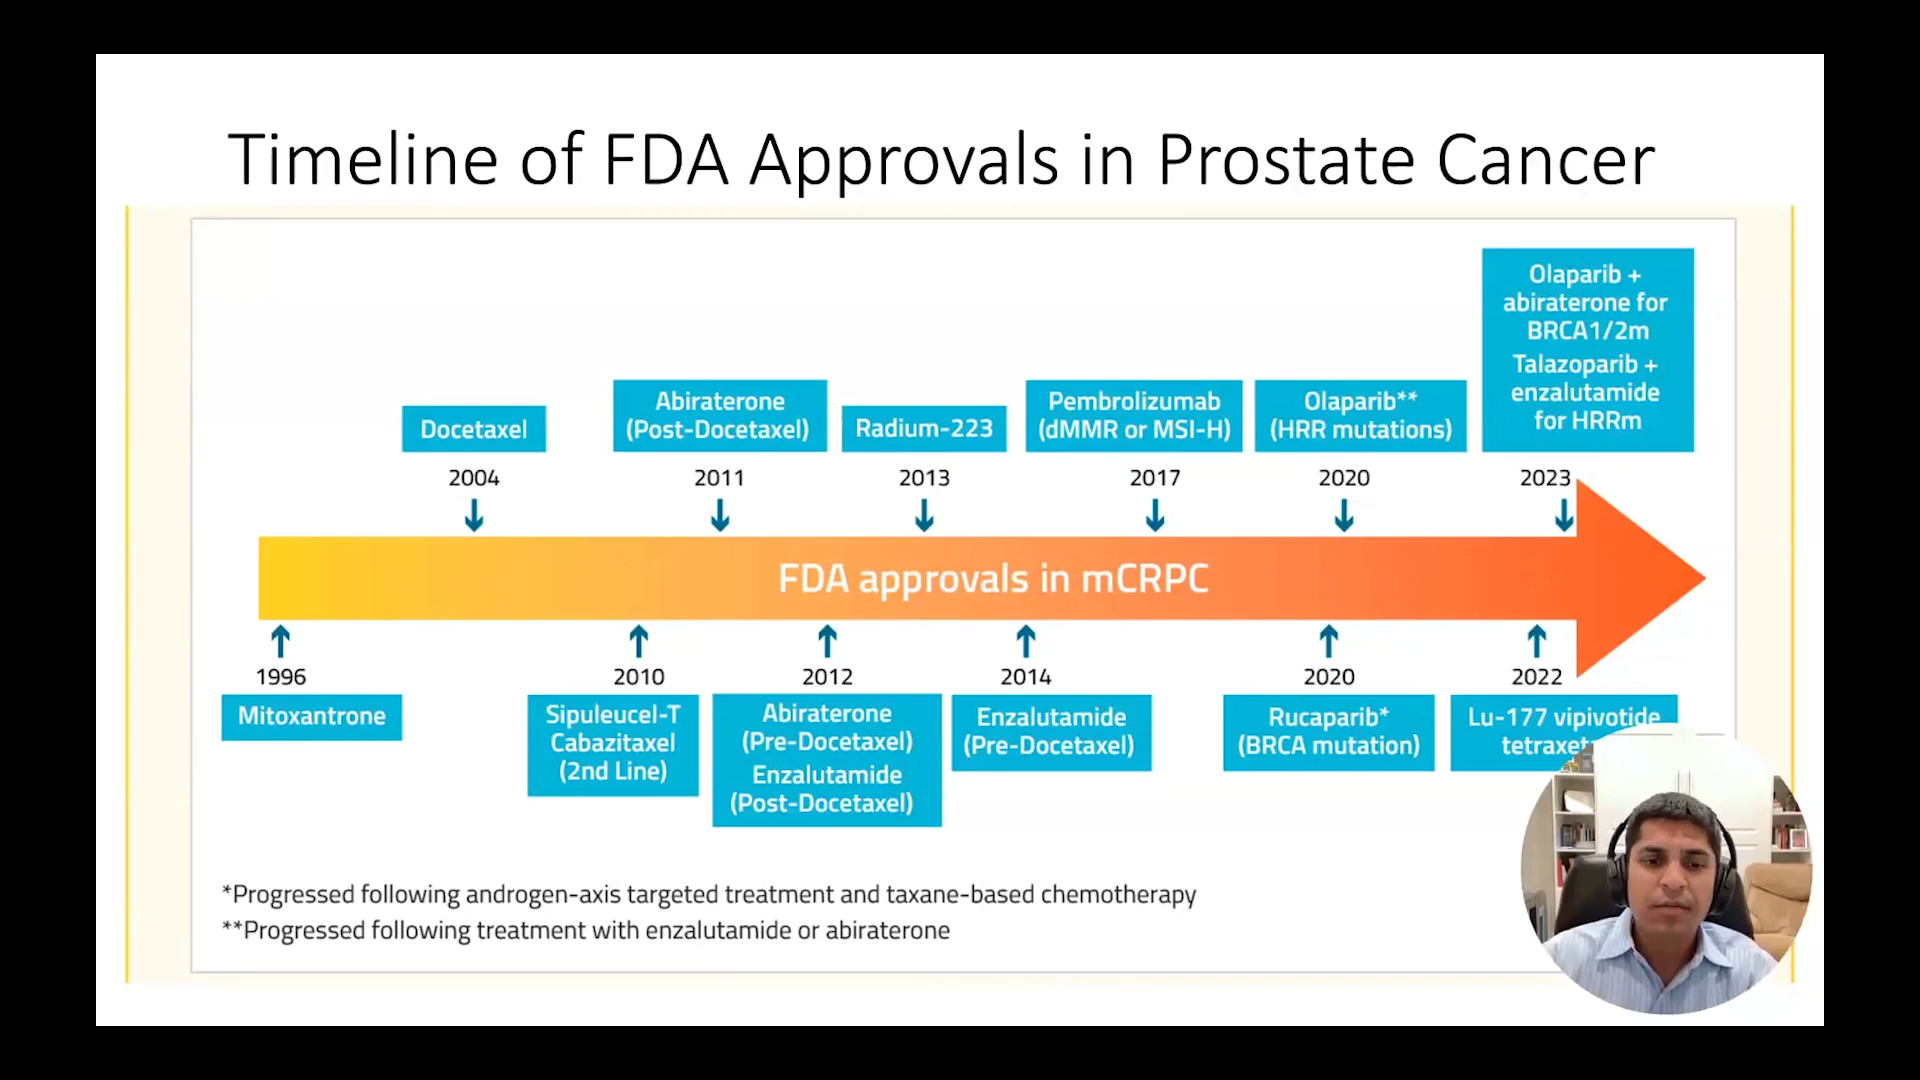 Timeline of FDA Approvals in Prostate Cancer
Docetaxel
2004
Abiraterone
(Post-Docetaxel)
2011
Radium-223
2013
Pembrolizumab
(dMMR or MSI-H)
2017
Olaparib**
(HRR mutations)
2020
Olaparib +
abiraterone for
BRCA1/2m
Talazoparib +
enzalutamide
for HRRm
2023
FDA approvals in mCRPC
1996
Mitoxantrone
2010
Sipuleucel-T
Cabazitaxel
(2nd Line)
2012
Abiraterone
(Pre-Docetaxel)
Enzalutamide
(Post-Docetaxel)
2014
Enzalutamide
(Pre-Docetaxel)
2020
Rucaparib*
(BRCA mutation)
2022
Lu-177 vipivotide
*Progressed following androgen-axis targeted treatment and taxane-based chemotherapy
**Progressed following treatment with enzalutamide or abiraterone